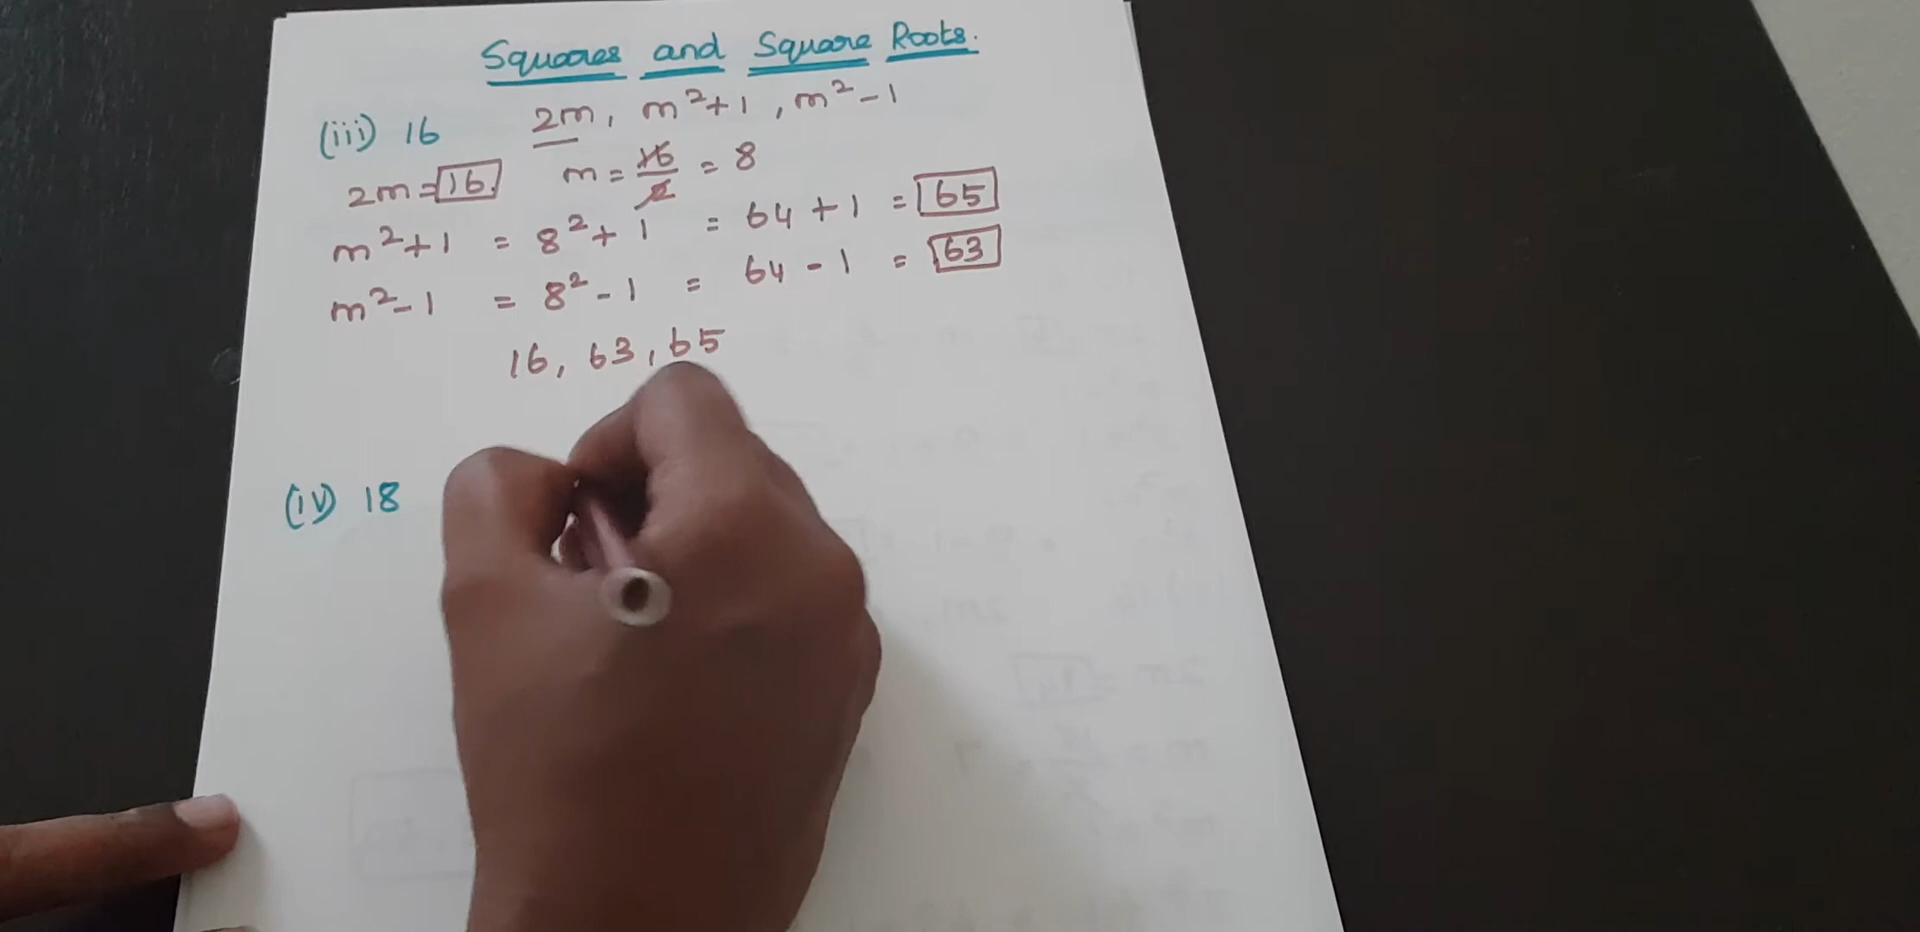 Squares and Square Roots.
(iii) 16 2m, m²+1, m²-1
2m = 16 m = 16/2 = 8
m²+1 = 8²+1 = 64+1 = 65
m²-1 = 8²-1 = 64-1 = 63
16, 63, 65
(iv) 18